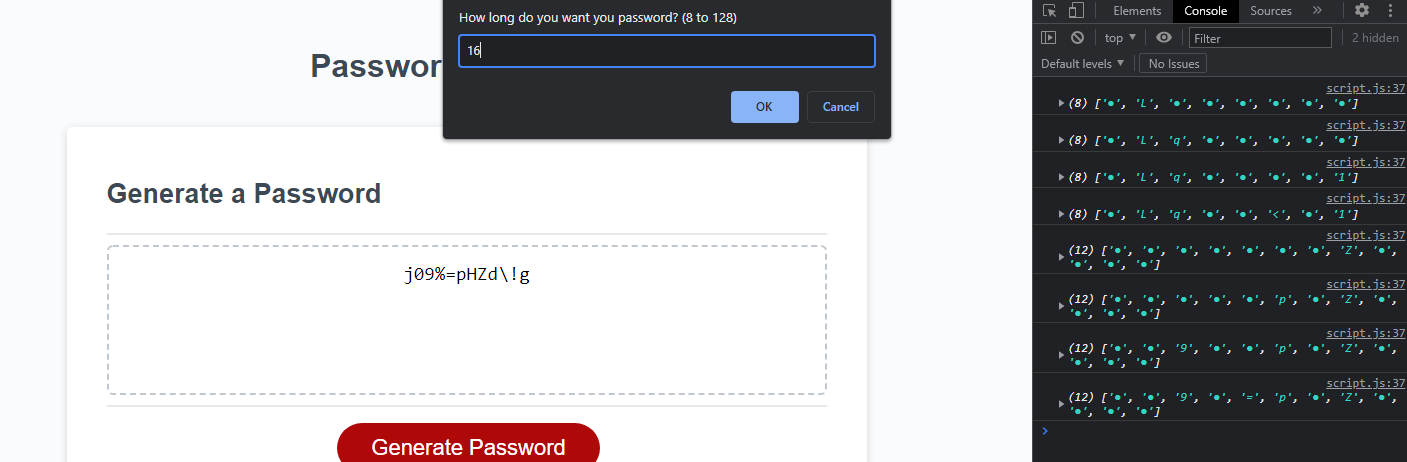 How long do you want you password? (8 to 128)
16
OK
Cancel
Passwor
Generate a Password
j09%=pHZd\!g
Generate Password
Elements
Console
Sources
»
top ▼
Filter
2 hidden
Default levels ▼
No Issues
script.js:37
▶(8) ['●', 'L', '●', '●', '●', '●', '●', '●']
script.js:37
▶(8) ['●', 'L', 'q', '●', '●', '●', '●', '●']
script.js:37
▶(8) ['●', 'L', 'q', '●', '●', '●', '●', '1']
script.js:37
▶(8) ['●', 'L', 'q', '●', '●', '<', '●', '1']
script.js:37
▶(12) ['●', '●', '●', '●', '●', '●', '●', 'Z', '●',
'●', '●', '●']
script.js:37
▶(12) ['●', '●', '●', '●', '●', 'p', '●', 'Z', '●',
'●', '●', '●']
script.js:37
▶(12) ['●', '●', '9', '●', '●', 'p', '●', 'Z', '●',
'●', '●', '●']
script.js:37
▶(12) ['●', '●', '9', '●', '=', 'p', '●', 'Z', '●',
'●', '●', '●']